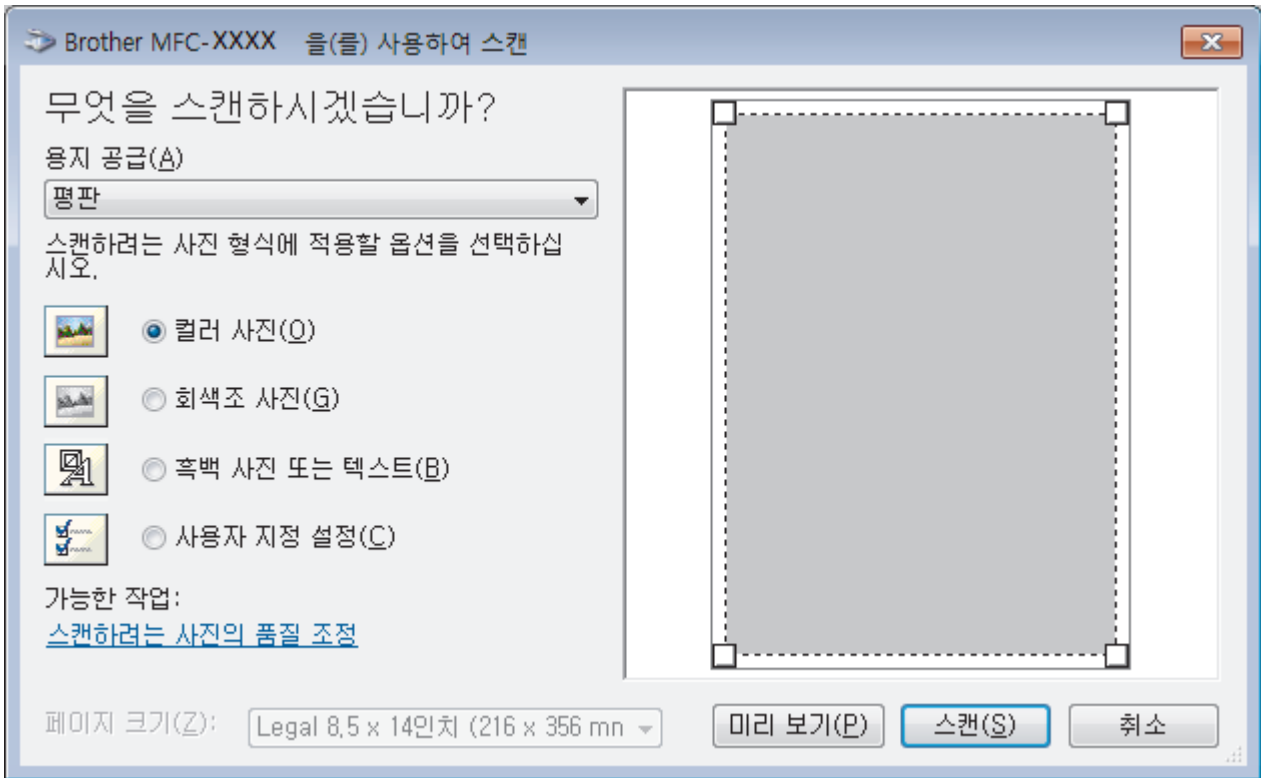 Brother MFC-XXXX 을(를) 사용하여 스캔
무엇을 스캔하시겠습니까?
용지 공급(A)
평판
스캔하려는 사진 형식에 적용할 옵션을 선택하십
시오.
컬러 사진(O)
회색조 사진(G)
흑백 사진 또는 텍스트(B)
사용자 지정 설정(C)
가능한 작업:
스캔하려는 사진의 품질 조정
페이지 크기(Z): Legal 8,5 x 14인치 (216 x 356 mn
미리 보기(P) 스캔(S) 취소